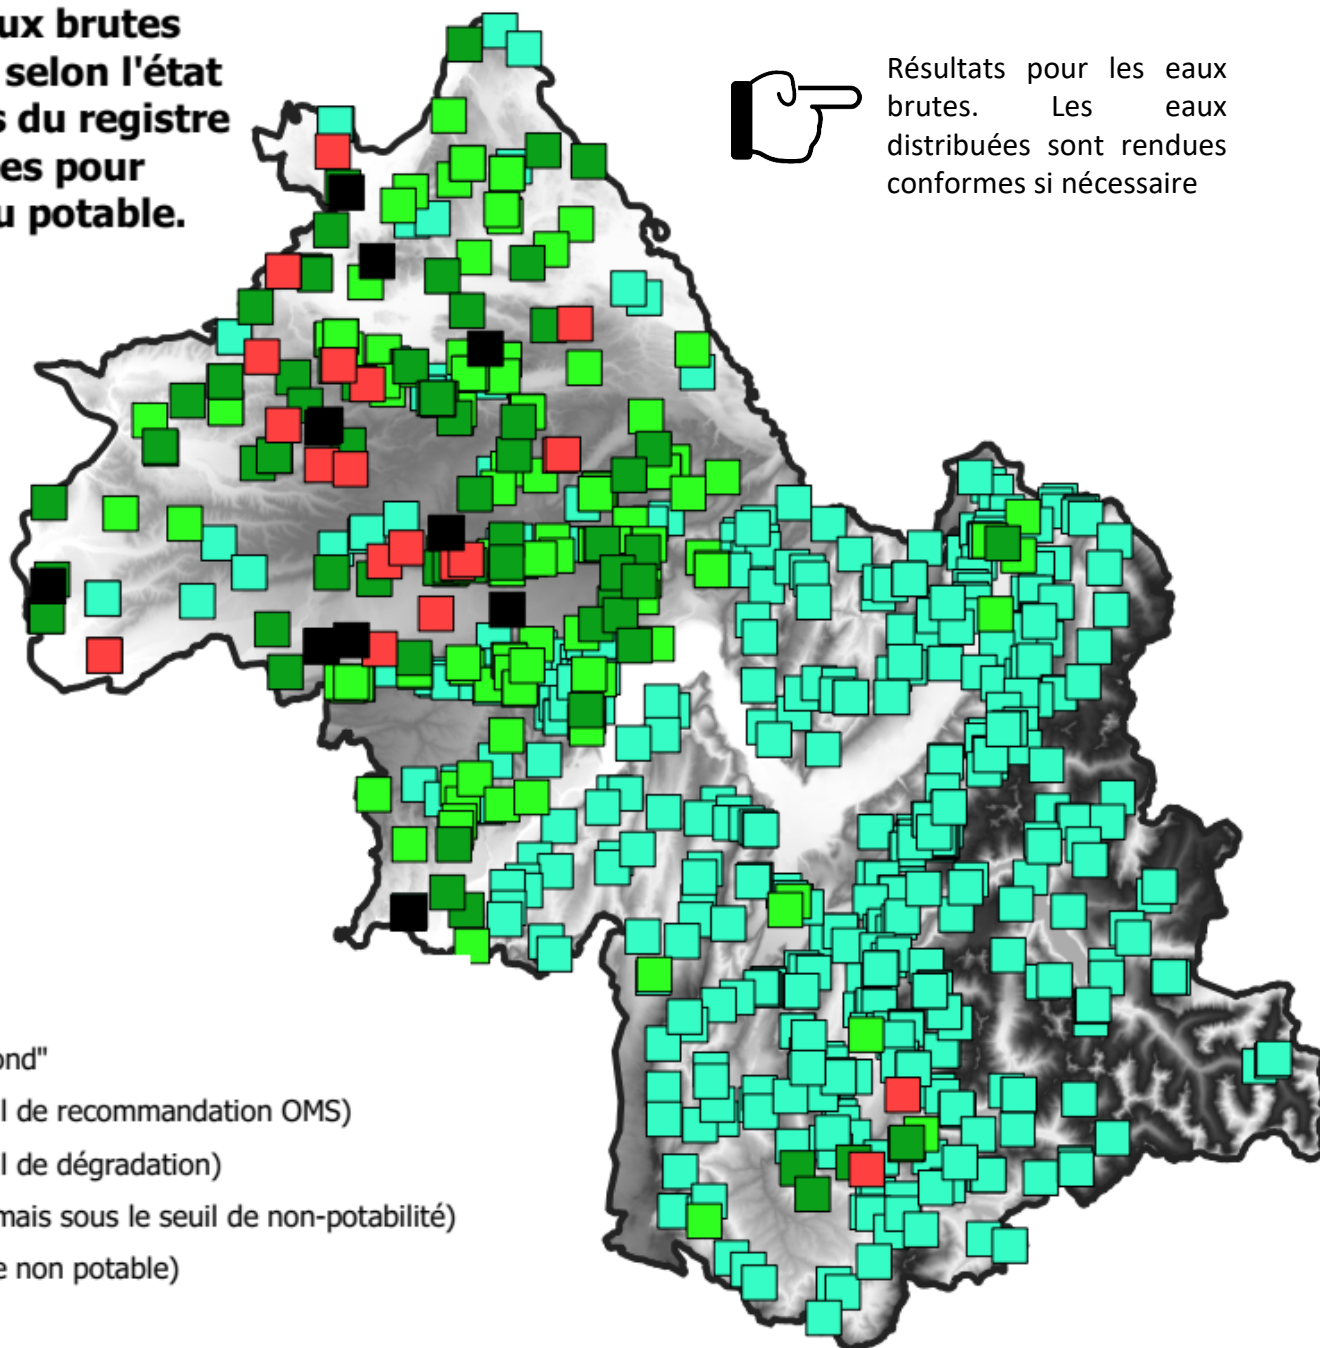 ux brutes
selon l'état
s du registre
es pour
u potable.
Résultats pour les eaux
brutes. Les eaux
distribuées sont rendues
conformes si nécessaire
ond"
l de recommandation OMS)
l de dégradation)
mais sous le seuil de non-potabilité)
e non potable)